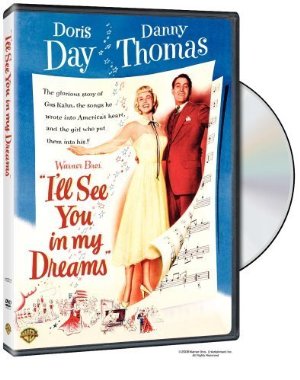 Doris Danny
Day Thomas
The glorious story of
Gus Kahn, the songs he
wrote into America's heart,
and the girl who put
them into his!
Warner Bros.
"I'll See
You
in my
Dreams"
I'll See You in my Dreams
DVD